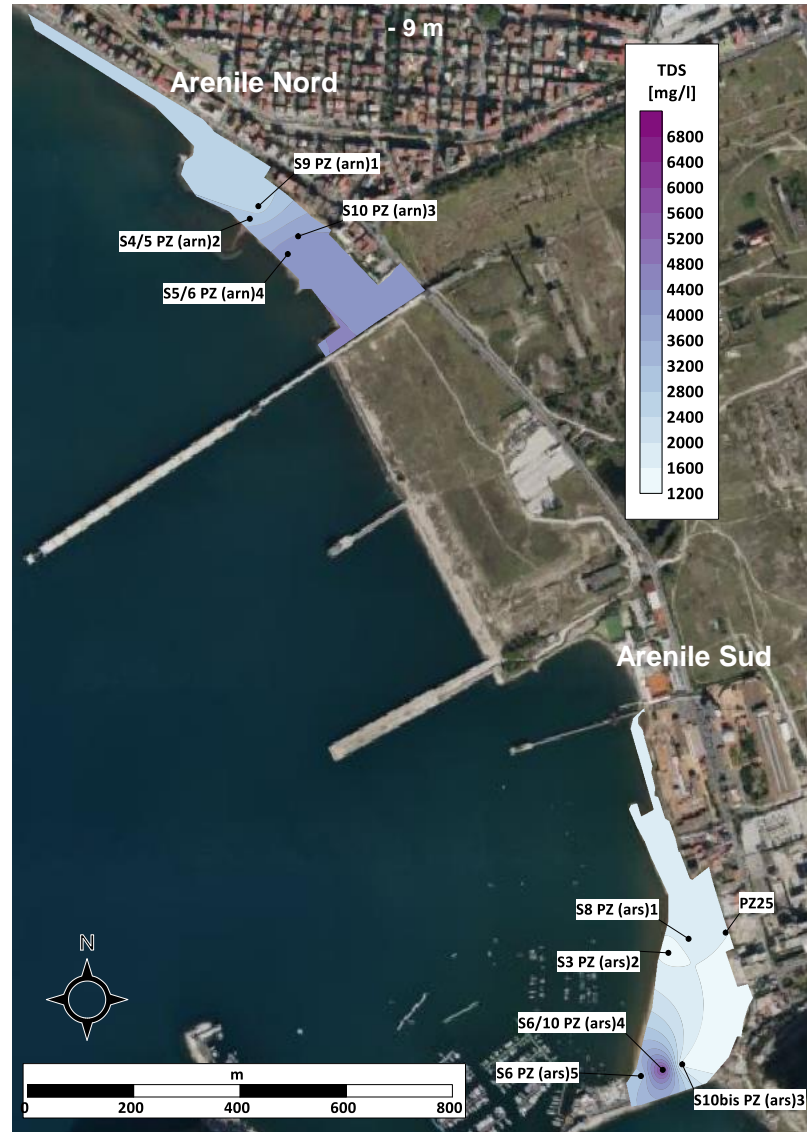 - 9 m
Arenile Nord
TDS
[mg/l]
6800
6400
6000
5200
4800
4400
4000
3600
3200
2800
2400
2000
1600
1200
S9 PZ (arn)1
S10 PZ (arn)3
S4/5 PZ (arn)2
S5/6 PZ (arn)4
Arenile Sud
S8 PZ (ars)1
PZ25
S3 PZ (ars)2
S6/10 PZ (ars)4
S6 PZ (ars)5
S10bis PZ (ars)3
N
m
0 200 400 600 800